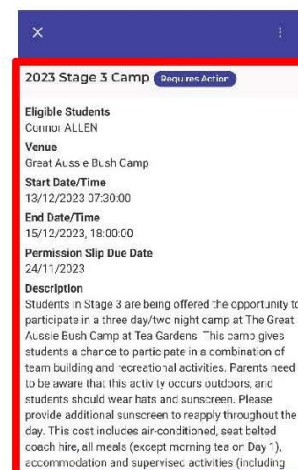 2023 Stage 3 Camp Requires Action
Eligible Students
Connor ALLEN
Venue
Great Aussie Bush Camp
Start Date/Time
13/12/2023 07:30:00
End Date/Time
15/12/2023, 18:00:00
Permission Slip Due Date
24/11/2023
Description
Students in Stage 3 are being offered the opportunity to
participate in a three day/two night camp at The Great
Aussie Bush Camp at Tea Gardens. This camp gives
students a chance to participate in a combination of
team building and recreational activities. Parents need
to be aware that this activity occurs outdoors, and
students should wear hats and sunscreen. Please
provide additional sunscreen to reapply throughout the
day. This cost includes air-conditioned, seat belted
coach hire, all meals (except morning tea on Day 1),
accommodation and supervised activities (including